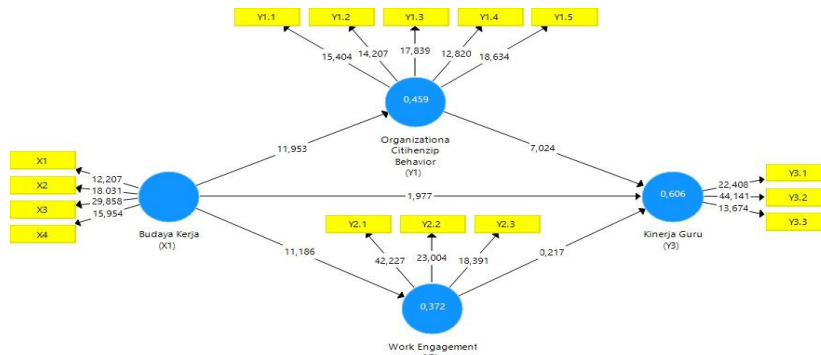 Y1.1 Y1.2 Y1.3 Y1.4 Y1.5
15,404 14,207 17,839 12,820 18,634
0,459
Organizationa
Citihenzip
Behavior
(Y1)
11,953 7,024
X1
X2
X3
X4
12,207
18.031
29,858
15,954
Budaya Kerja
(X1)
1,977
0,606
Kinerja Guru
(Y3)
22,408
44,141
13,674
Y3.1
Y3.2
Y3.3
Y2.1 Y2.2 Y2.3
42,227 23,004 18,391
11,186 0,217
0,372
Work Engagement